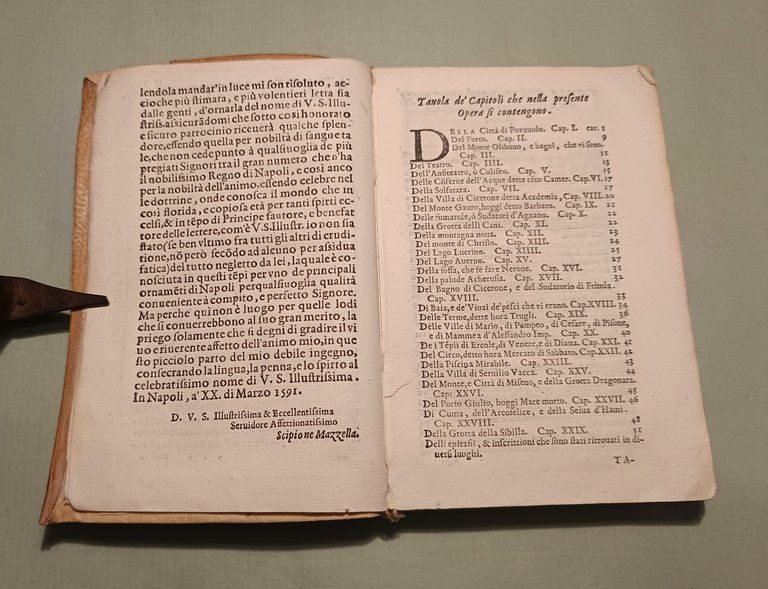 lendola mandar'in luce mi son risoluto, ac-
cioche più stimata, e più volentieri letta sia
dalle genti, d'ornarla del nome di V. S. Illu-
striss. assicurãdomi che sotto così honorato
e sicuro patrocinio riceuerà qualche splen-
dore, essendo quella per nobiltà di sangue ta
le, che non cede punto à qualsiuoglia de più
pregiati Signori tra il gran numero che n'ha
il nobilissimo Regno di Napoli, e così anco
per la nobiltà dell'animo, essendo celebre nel
le dottrine, onde conosca il mondo che in
così florida, e copiosa età per tanti spirti ec-
celsi, & in tẽpo di Principe fautore, e benefat
tore delle lettere, com'è V.S. Illustr. io non sia
stato (se ben vltimo fra tutti gli altri di erudi-
tione, nõ però secõdo ad alcuno per assidua
fatica) del tutto negletto da lei, la quale è co-
nosciuta in questi tẽpi per vno de principali
ornamẽti di Napoli per qualsiuoglia qualità
conueniente à compito, e perfetto Signore.
Ma perche qui non è luogo per quelle lodi
che si conuerrebbono al suo gran merito, la
priego solamente che si degni di gradire il vi
uo e riuerente affetto dell'animo mio, in que
sto picciolo parto del mio debile ingegno,
consecrando la lingua, la penna, e lo spirto al
celebratissimo nome di V. S. Illustrissima.
In Napoli, a' XX. di Marzo 1591.
D. V. S. Illustrissima & Eccellentissima
Seruidore Affettionatissimo
Scipione Mazzella.
Tauola de' Capitoli che nella presente
Opera si contengono.
DELLA Città di Pozzuolo. Cap. I. car. 1
Del Porto. Cap. II. 9
Del Monte Olibano, e bagni, che vi sono.
Cap. III. 11
Del Teatro. Cap. IIII. 13
Dell'Anfiteatro, ò Coliseo. Cap. V. 15
Delle Cõserue dell'Acque dette cẽto Camer. Cap. VI. 17
Della Solfatara. Cap. VII. 17
Della Villa di Cicerone detta Academia, Cap. VIII. 20
Del Monte Gauro, hoggi detto Barbaro. Cap. IX. 21
Delle fumarole, ò Sudatori d'Agnano. Cap. X. 22
Della Grotta delli Cani. Cap. XI. 22
Della montagna noua. Cap. XII. 23
Del monte di Christo. Cap. XIII. 24
Del Lago Lucrino. Cap. XIIII. 25
Del Lago Auerno. Cap. XV. 27
Della fossa, che fè fare Nerone. Cap. XVI. 31
Della palude Acherusia. Cap. XVII. 32
Del Bagno di Cicerone, e del Sudatorio di Fritola.
Cap. XVIII. 33
Di Baia, e de' Viuai de' pesci che vi erano. Cap. XVIII. 34
Delle Terme, dette hora Trugli. Cap. XIX. 36
Delle Ville di Mario, di Pompeo, di Cesare, di Pisone,
e di Mammea d'Alessandro Imp. Cap. XX. 40
De i Tẽpii di Ercole, di Venere, e di Diana. Cap. XXI. 41
Del Circo, detto hora Mercato di Sabbato. Cap. XXII. 42
Della Piscina Mirabile. Cap. XXIII. 43
Della Villa di Seruilio Vacca. Cap. XXV. 44
Del Monte, e Città di Miseno, e della Grotta Dragonara.
Cap. XXVI. 45
Del Porto Giulio, hoggi Mare morto. Cap. XXVII. 46
Di Cuma, dell'Arcofelice, e della Selua d'Hami.
Cap. XXVIII. 48
Della Grotta della Sibilla. Cap. XXIX. 51
Delli epitafii, & inscrittioni che sono stati ritrouati in di-
uersi luoghi.
TA-